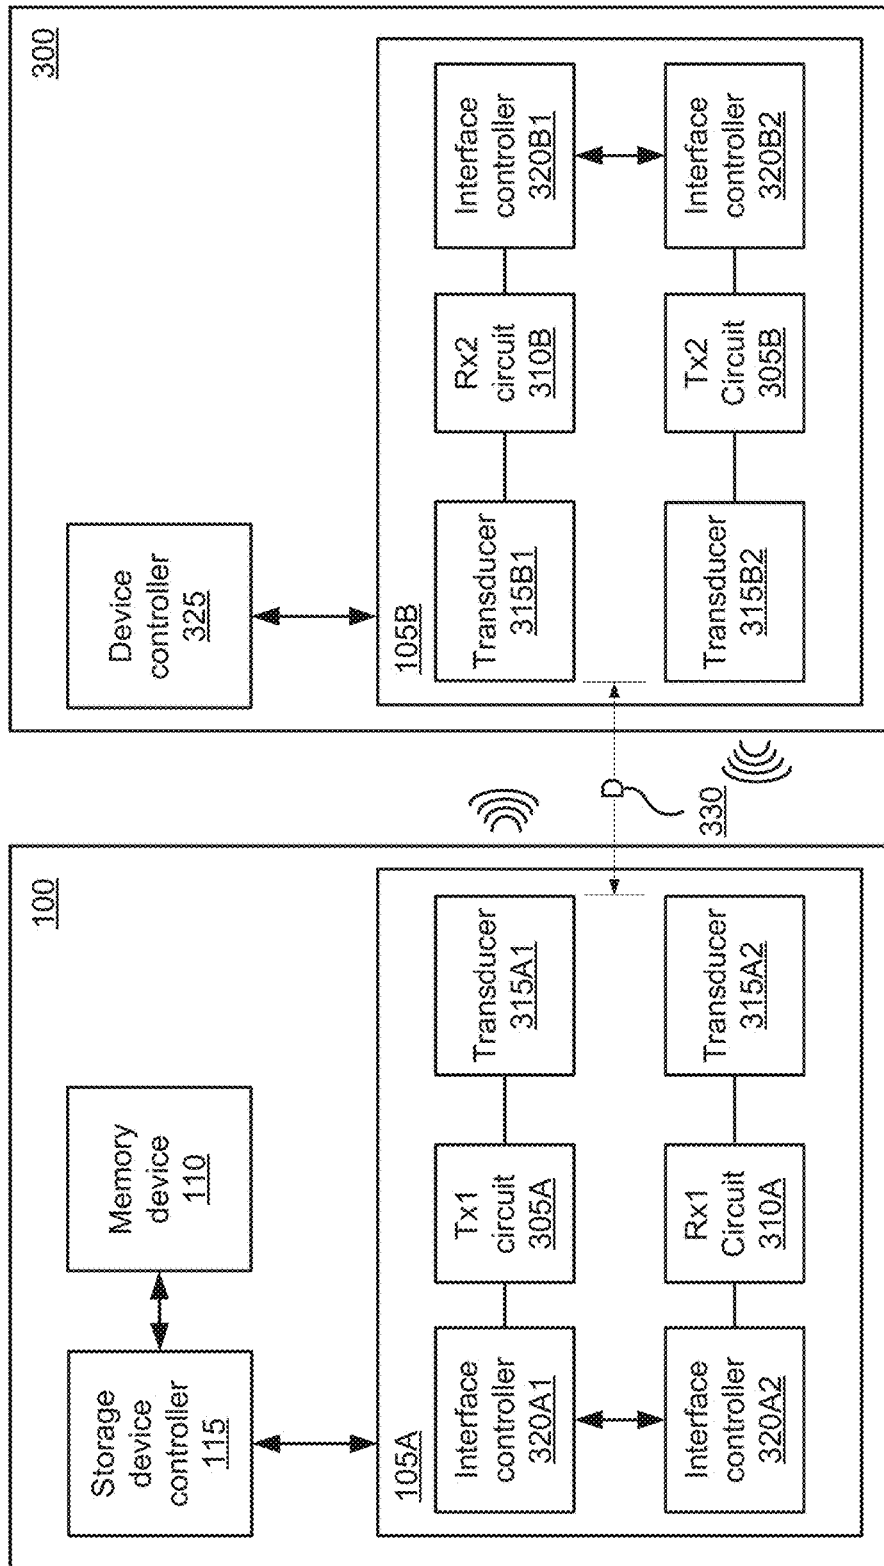 100
Storage
device
controller
115
Memory
device
110
105A
Interface
controller
320A1
Tx1
circuit
305A
Transducer
315A1
Interface
controller
320A2
Rx1
Circuit
310A
Transducer
315A2
D
330
300
Device
controller
325
105B
Transducer
315B1
Rx2
circuit
310B
Interface
controller
320B1
Transducer
315B2
Tx2
Circuit
305B
Interface
controller
320B2